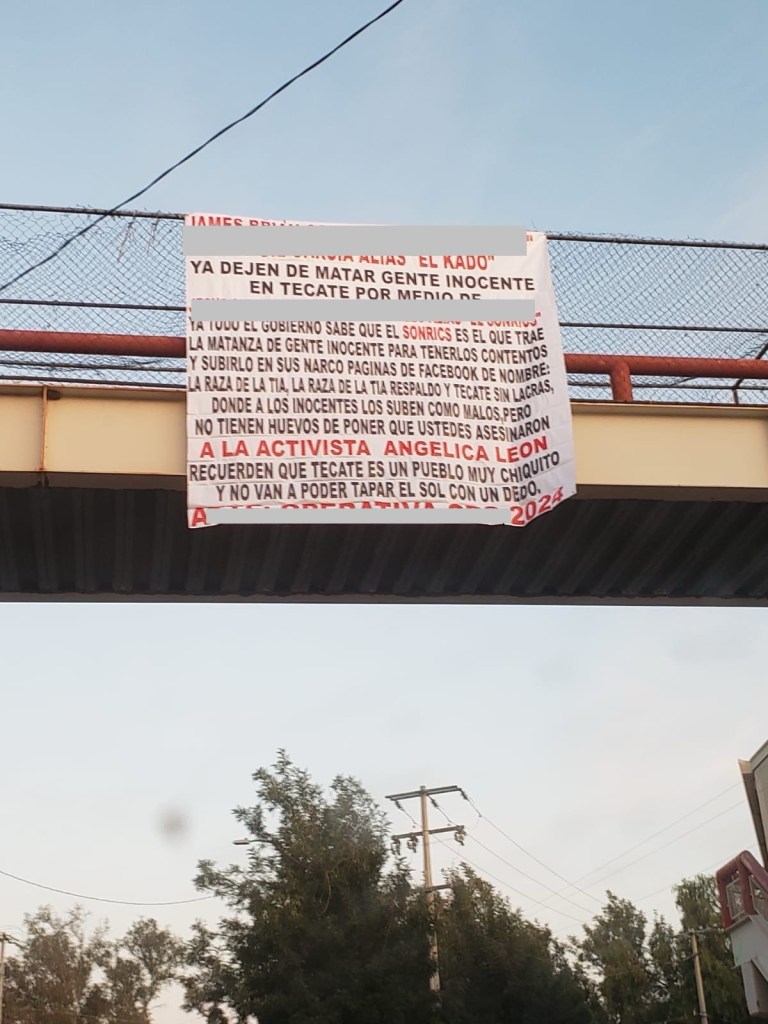 JAMES
GARCIA ALIAS "EL KADO"
YA DEJEN DE MATAR GENTE INOCENTE
EN TECATE POR MEDIO DE
YA TODO EL GOBIERNO SABE QUE EL SONRICS ES EL QUE TRAE
LA MATANZA DE GENTE INOCENTE PARA TENERLOS CONTENTOS
Y SUBIRLO EN SUS NARCO PAGINAS DE FACEBOOK DE NOMBRE:
LA RAZA DE LA TIA, LA RAZA DE LA TIA RESPALDO Y TECATE SIN LACRAS,
DONDE A LOS INOCENTES LOS SUBEN COMO MALOS,PERO
NO TIENEN HUEVOS DE PONER QUE USTEDES ASESINARON
A LA ACTIVISTA ANGELICA LEON
RECUERDEN QUE TECATE ES UN PUEBLO MUY CHIQUITO
Y NO VAN A PODER TAPAR EL SOL CON UN DEDO.
OPERATIVA 2024